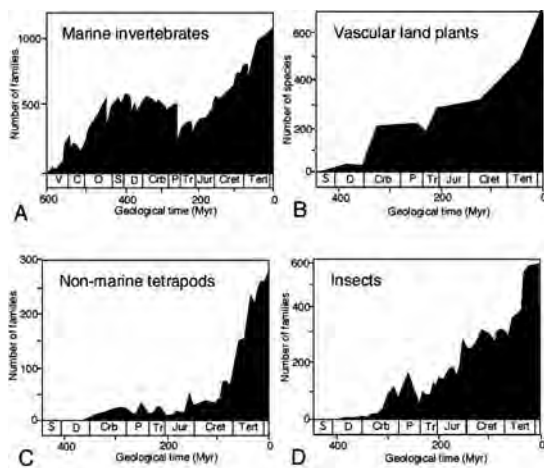 Marine invertebrates
Number of families
1000
500
V C O S D Crb P Tr Jur Cret Tert
600 400 200 0
Geological time (Myr)
A
Vascular land plants
Number of species
600
400
200
0
S D Crb P Tr Jur Cret Tert
400 200 0
Geological time (Myr)
B
Non-marine tetrapods
Number of families
300
200
100
0
S D Crb P Tr Jur Cret Tert
400 200 0
Geological time (Myr)
C
Insects
Number of families
600
400
200
0
S D Crb P Tr Jur Cret Tert
400 200 0
Geological time (Myr)
D